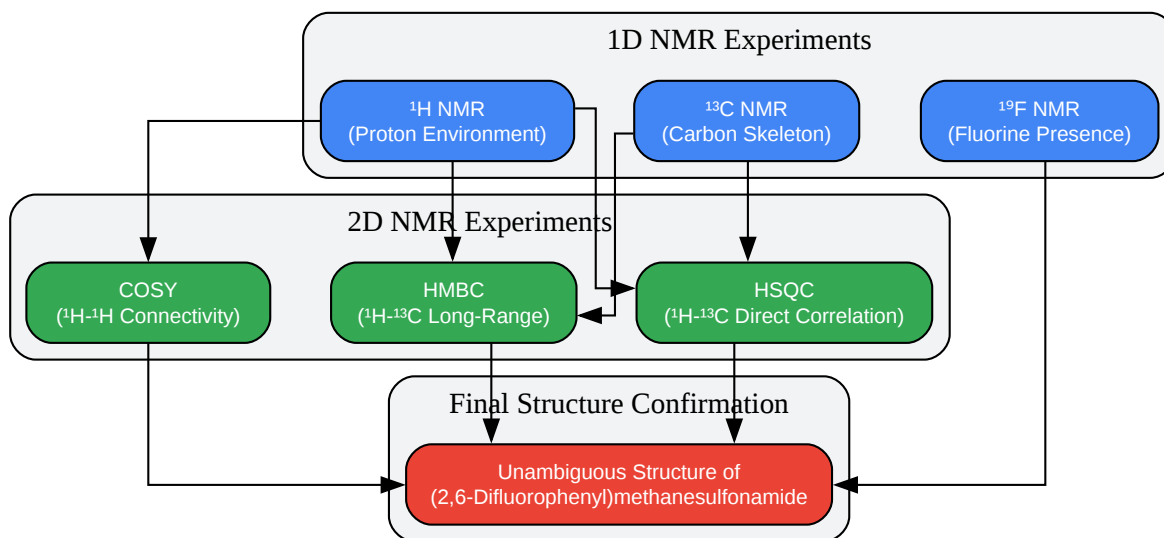 1D NMR Experiments
¹H NMR
(Proton Environment)
¹³C NMR
(Carbon Skeleton)
¹⁹F NMR
(Fluorine Presence)
2D NMR Experiments
COSY
(¹H-¹H Connectivity)
HMBC
(¹H-¹³C Long-Range)
HSQC
(¹H-¹³C Direct Correlation)
Final Structure Confirmation
Unambiguous Structure of
(2,6-Difluorophenyl)methanesulfonamide